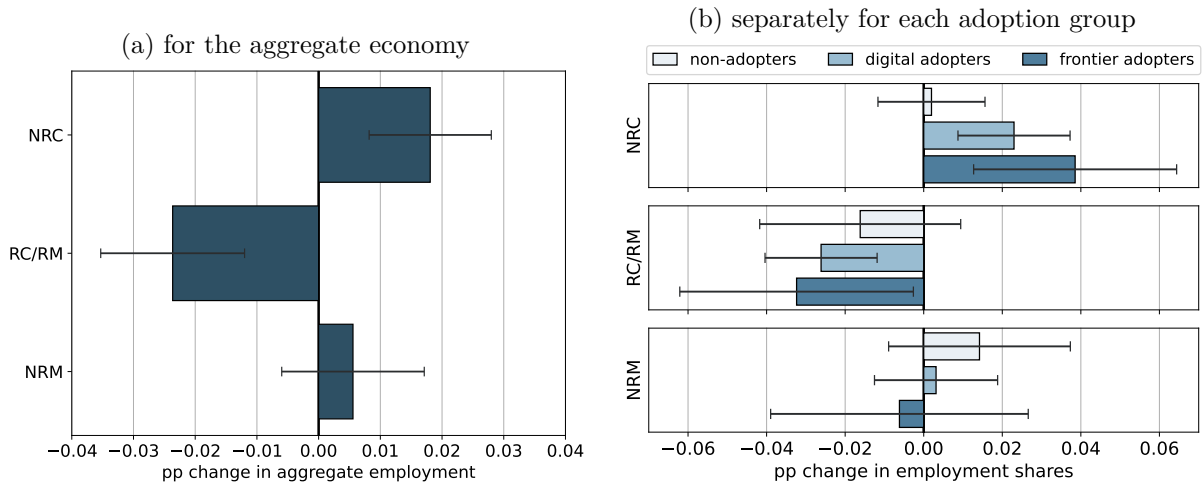 (a) for the aggregate economy
NRC
RC/RM
NRM
−0.04 −0.03 −0.02 −0.01 0.00 0.01 0.02 0.03 0.04
pp change in aggregate employment
(b) separately for each adoption group
non-adopters digital adopters frontier adopters
NRC
RC/RM
NRM
−0.06 −0.04 −0.02 0.00 0.02 0.04 0.06
pp change in employment shares